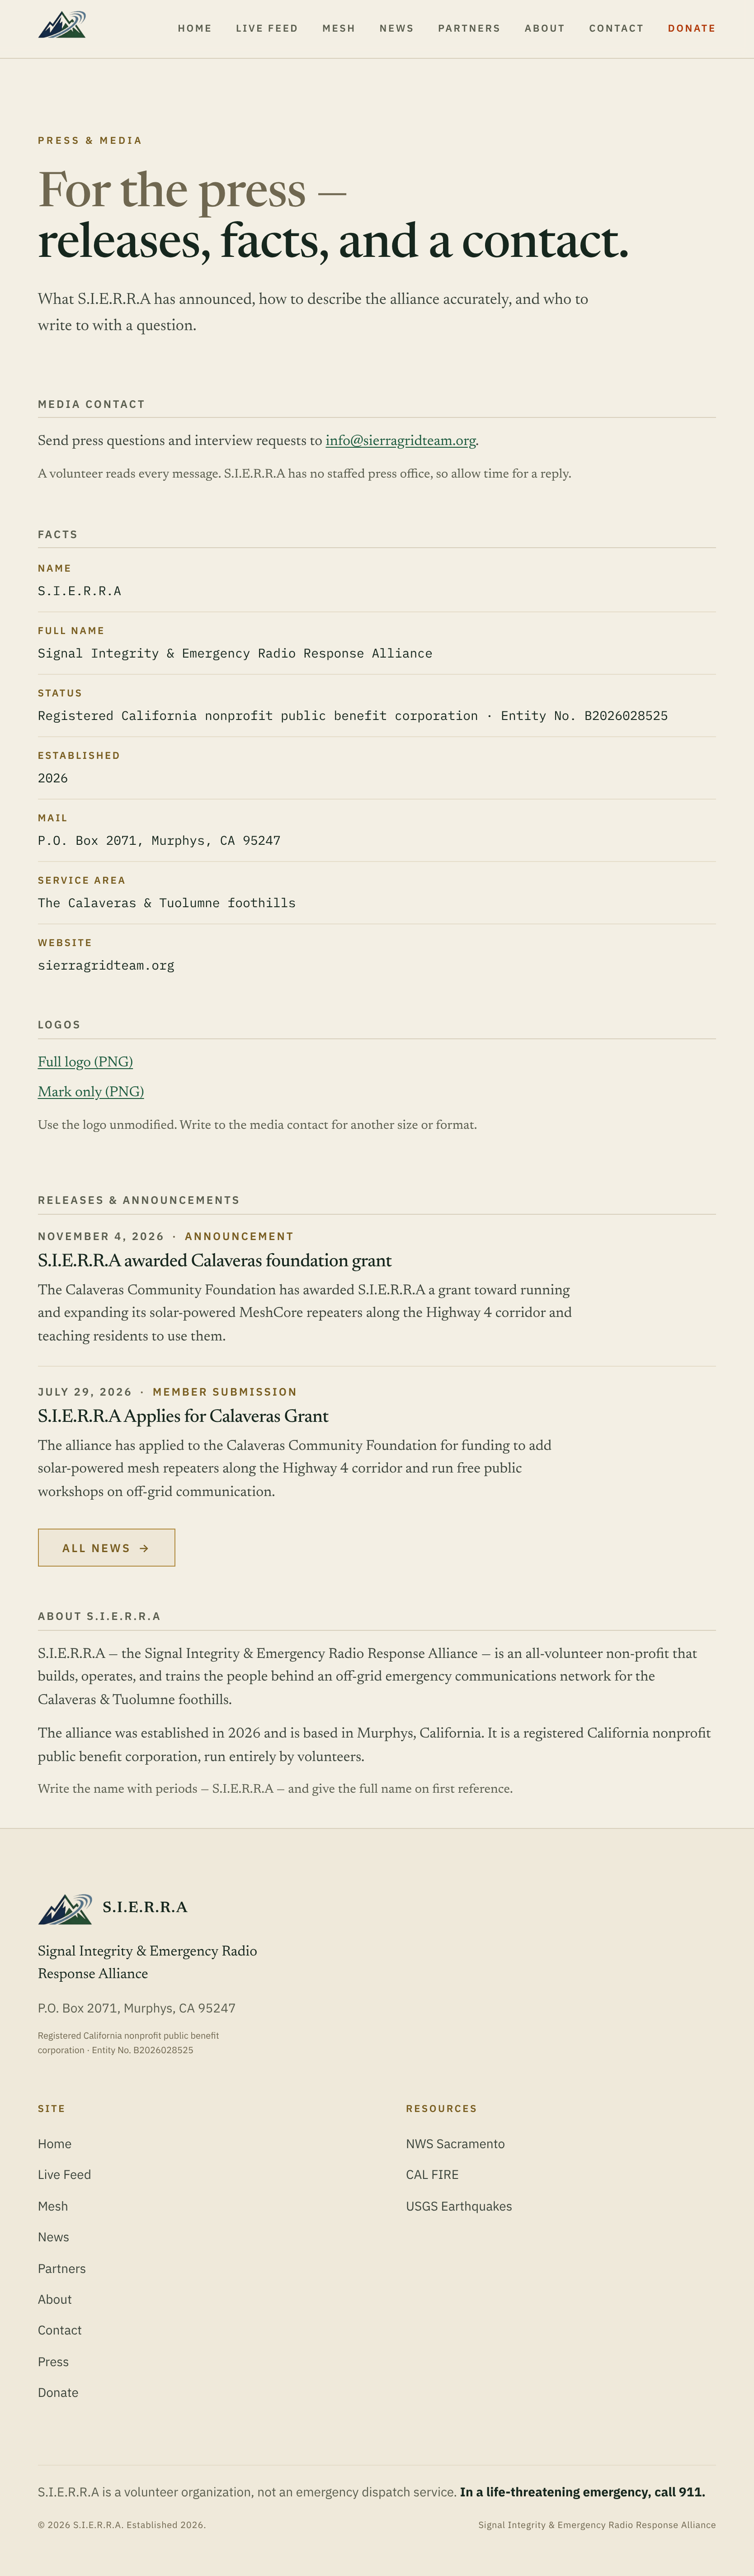 HOME LIVE FEED MESH NEWS PARTNERS ABOUT CONTACT DONATE
PRESS & MEDIA
For the press —
releases, facts, and a contact.
What S.I.E.R.R.A has announced, how to describe the alliance accurately, and who to
write to with a question.
MEDIA CONTACT
Send press questions and interview requests to info@sierragridteam.org.
A volunteer reads every message. S.I.E.R.R.A has no staffed press office, so allow time for a reply.
FACTS
NAME
S.I.E.R.R.A
FULL NAME
Signal Integrity & Emergency Radio Response Alliance
STATUS
Registered California nonprofit public benefit corporation · Entity No. B2026028525
ESTABLISHED
2026
MAIL
P.O. Box 2071, Murphys, CA 95247
SERVICE AREA
The Calaveras & Tuolumne foothills
WEBSITE
sierragridteam.org
LOGOS
Full logo (PNG)
Mark only (PNG)
Use the logo unmodified. Write to the media contact for another size or format.
RELEASES & ANNOUNCEMENTS
NOVEMBER 4, 2026 · ANNOUNCEMENT
S.I.E.R.R.A awarded Calaveras foundation grant
The Calaveras Community Foundation has awarded S.I.E.R.R.A a grant toward running
and expanding its solar-powered MeshCore repeaters along the Highway 4 corridor and
teaching residents to use them.
JULY 29, 2026 · MEMBER SUBMISSION
S.I.E.R.R.A Applies for Calaveras Grant
The alliance has applied to the Calaveras Community Foundation for funding to add
solar-powered mesh repeaters along the Highway 4 corridor and run free public
workshops on off-grid communication.
ALL NEWS →
ABOUT S.I.E.R.R.A
S.I.E.R.R.A — the Signal Integrity & Emergency Radio Response Alliance — is an all-volunteer non-profit that
builds, operates, and trains the people behind an off-grid emergency communications network for the
Calaveras & Tuolumne foothills.
The alliance was established in 2026 and is based in Murphys, California. It is a registered California nonprofit
public benefit corporation, run entirely by volunteers.
Write the name with periods — S.I.E.R.R.A — and give the full name on first reference.
S.I.E.R.R.A
Signal Integrity & Emergency Radio
Response Alliance
P.O. Box 2071, Murphys, CA 95247
Registered California nonprofit public benefit
corporation · Entity No. B2026028525
SITE
Home
Live Feed
Mesh
News
Partners
About
Contact
Press
Donate
RESOURCES
NWS Sacramento
CAL FIRE
USGS Earthquakes
S.I.E.R.R.A is a volunteer organization, not an emergency dispatch service. In a life-threatening emergency, call 911.
© 2026 S.I.E.R.R.A. Established 2026.
Signal Integrity & Emergency Radio Response Alliance